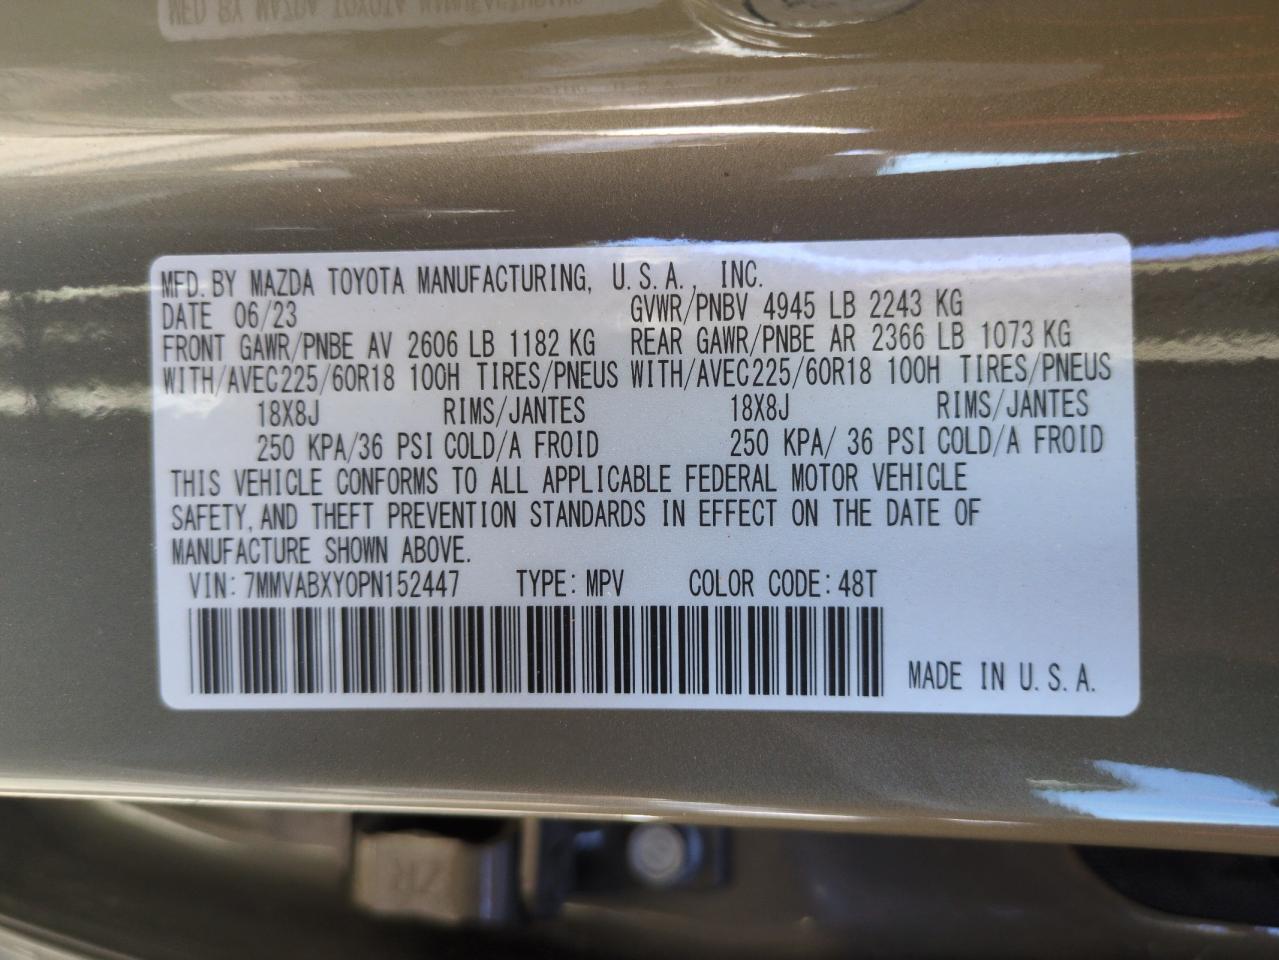 MFD. BY MAZDA TOYOTA MANUFACTURING, U.S.A., INC.
DATE 06/23 GVWR/PNBV 4945 LB 2243 KG
FRONT GAWR/PNBE AV 2606 LB 1182 KG REAR GAWR/PNBE AR 2366 LB 1073 KG
WITH/AVEC225/60R18 100H TIRES/PNEUS WITH/AVEC225/60R18 100H TIRES/PNEUS
18X8J RIMS/JANTES 18X8J RIMS/JANTES
250 KPA/36 PSI COLD/A FROID 250 KPA/ 36 PSI COLD/A FROID
THIS VEHICLE CONFORMS TO ALL APPLICABLE FEDERAL MOTOR VEHICLE
SAFETY, AND THEFT PREVENTION STANDARDS IN EFFECT ON THE DATE OF
MANUFACTURE SHOWN ABOVE.
VIN: 7MMVABXY0PN152447 TYPE: MPV COLOR CODE: 48T
MADE IN U.S.A.